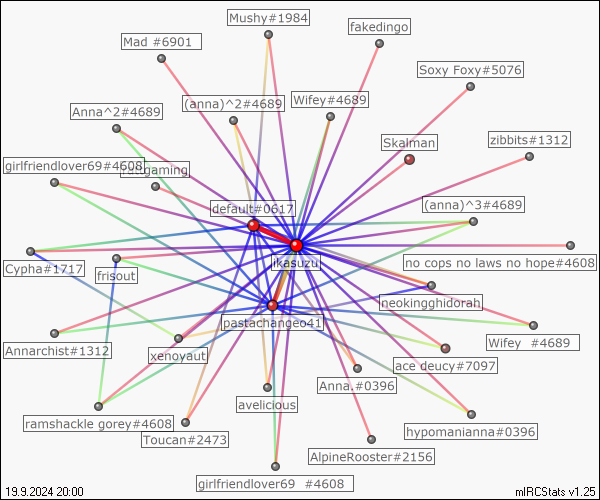 Mushy#1984
fakedingo
Mad #6901
Soxy Foxy#5076
(anna)^2#4689
Wifey#4689
Anna^2#4689
Skalman
zibbits#1312
girlfriendlover69#4608
gaming
default#0617
(anna)^3#4689
ikasuzu
no cops no laws no hope#4608
Cypha#1717
frisout
neokingghidorah
pastachangeo41
Wifey #4689
Annarchist#1312
xenoyaut
ace deucy#7097
Anna.#0396
avelicious
ramshackle gorey#4608
hypomanianna#0396
Toucan#2473
AlpineRooster#2156
girlfriendlover69 #4608
19.9.2024 20:00
mIRCStats v1.25